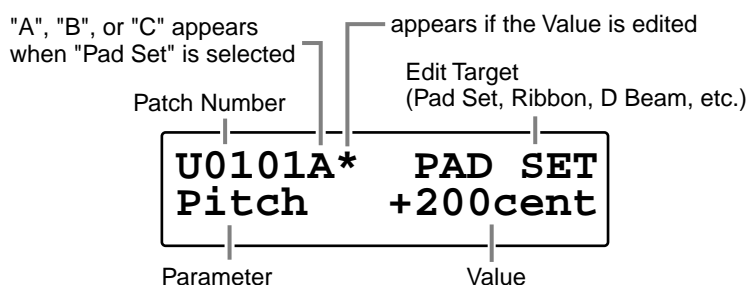 "A", "B", or "C" appears
when "Pad Set" is selected
appears if the Value is edited
Edit Target
(Pad Set, Ribbon, D Beam, etc.)
Patch Number
U0101A* PAD SET
Pitch +200cent
Parameter
Value